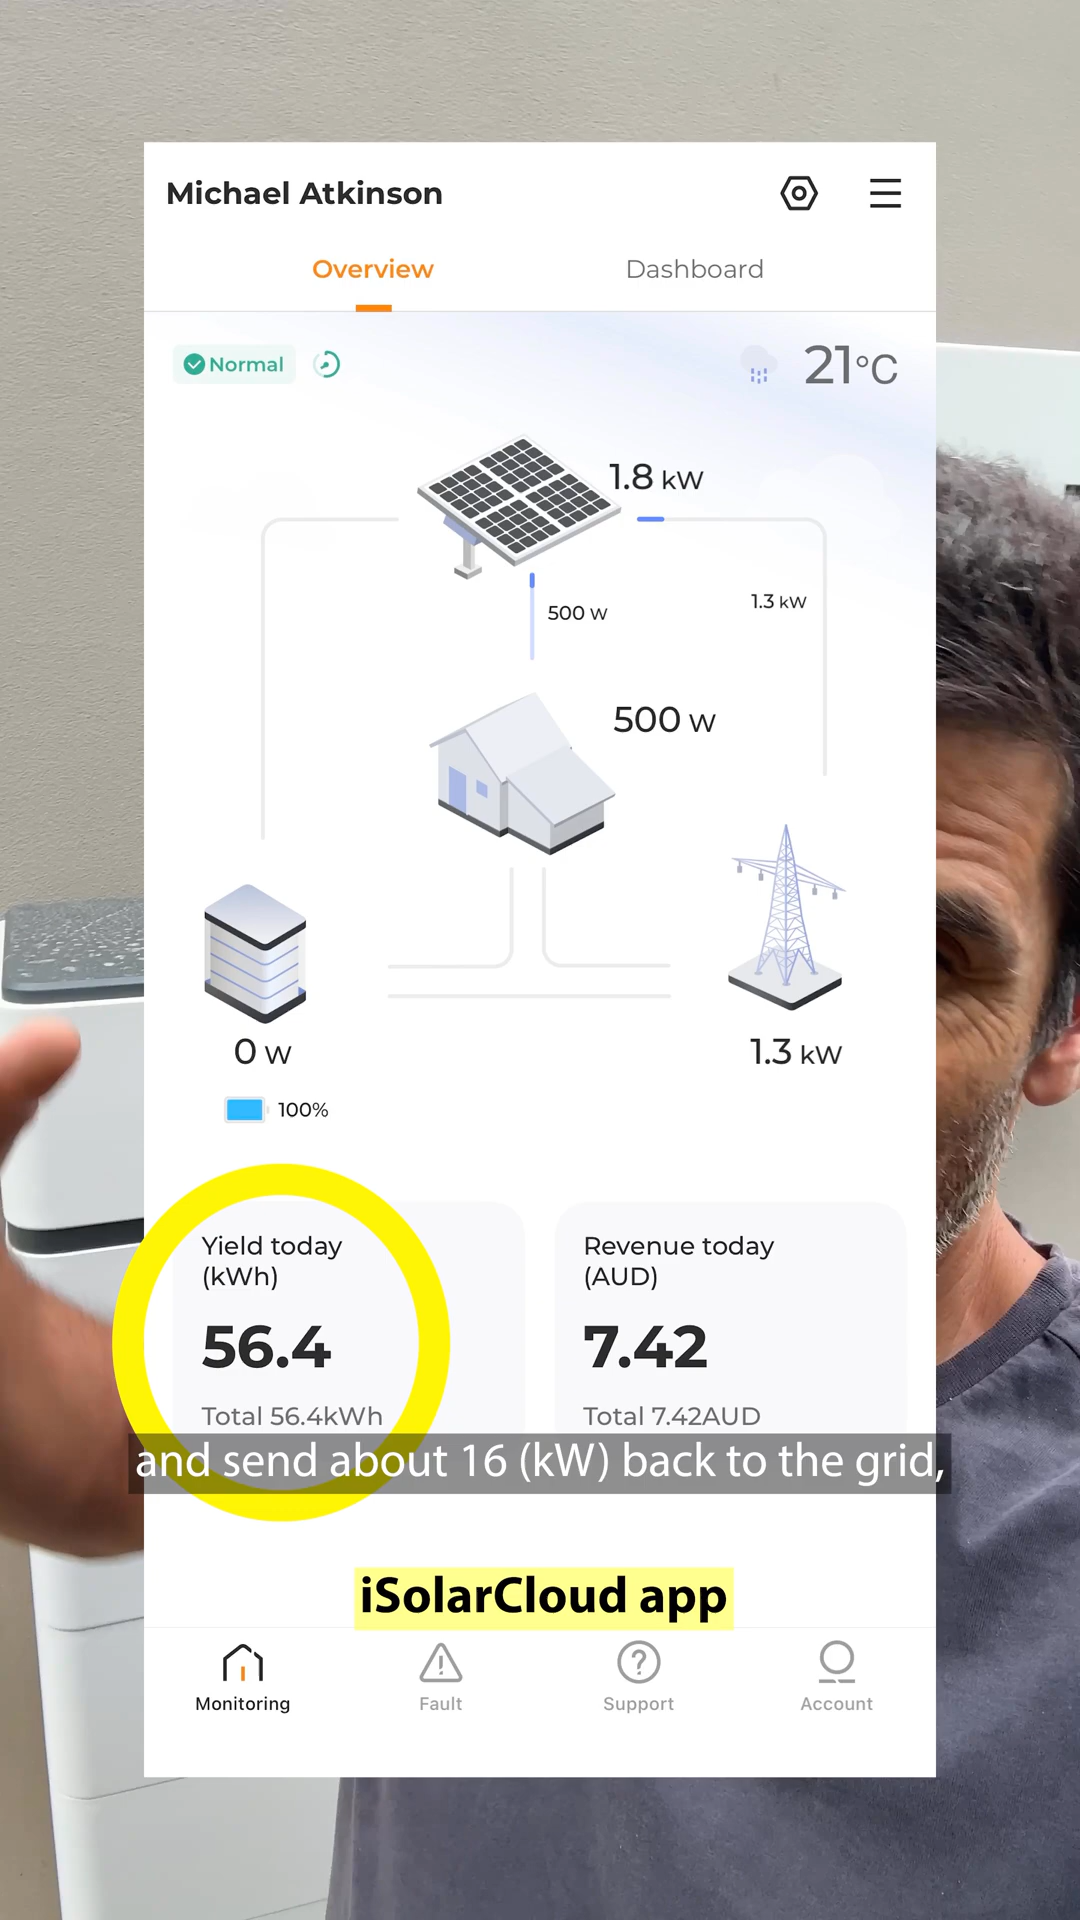 Michael Atkinson
Overview
Dashboard
Normal
21°C
1.8 kW
500 W
1.3 kW
500 W
0 W
1.3 kW
100%
Yield today
(kWh)
56.4
Total 56.4kWh
Revenue today
(AUD)
7.42
Total 7.42AUD
and send about 16 (kW) back to the grid,
iSolarCloud app
Monitoring
Fault
Support
Account